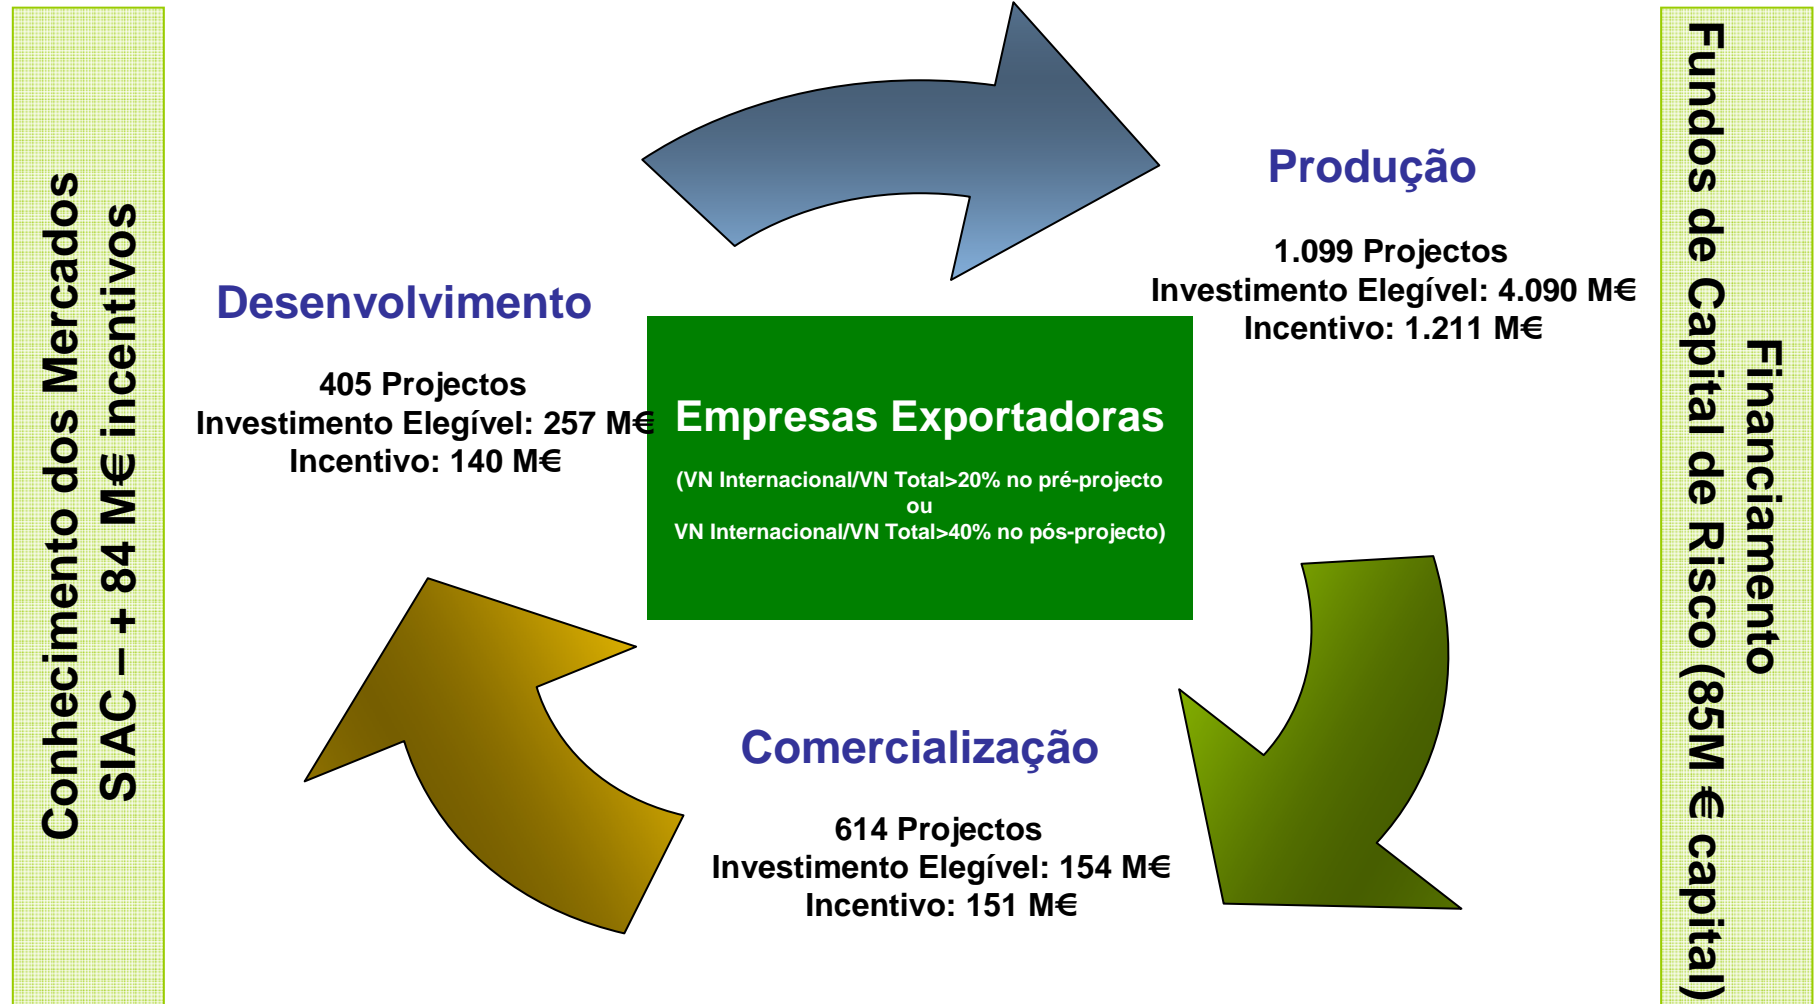 Conhecimento dos Mercados
SIAC – + 84 M€ incentivos
Desenvolvimento
405 Projectos
Investimento Elegível: 257 M€
Incentivo: 140 M€
Produção
1.099 Projectos
Investimento Elegível: 4.090 M€
Incentivo: 1.211 M€
Empresas Exportadoras
(VN Internacional/VN Total>20% no pré-projecto
ou
VN Internacional/VN Total>40% no pós-projecto)
Comercialização
614 Projectos
Investimento Elegível: 154 M€
Incentivo: 151 M€
Financiamento
Fundos de Capital de Risco (85M € capital)